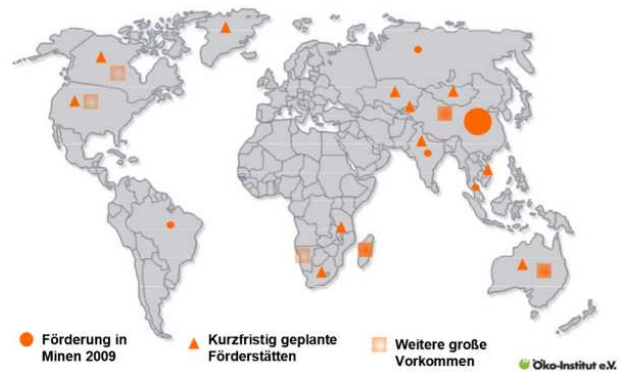 Förderung in
Minen 2009
Kurzfristig geplante
Förderstätten
Weitere große
Vorkommen
Öko-Institut e.V.